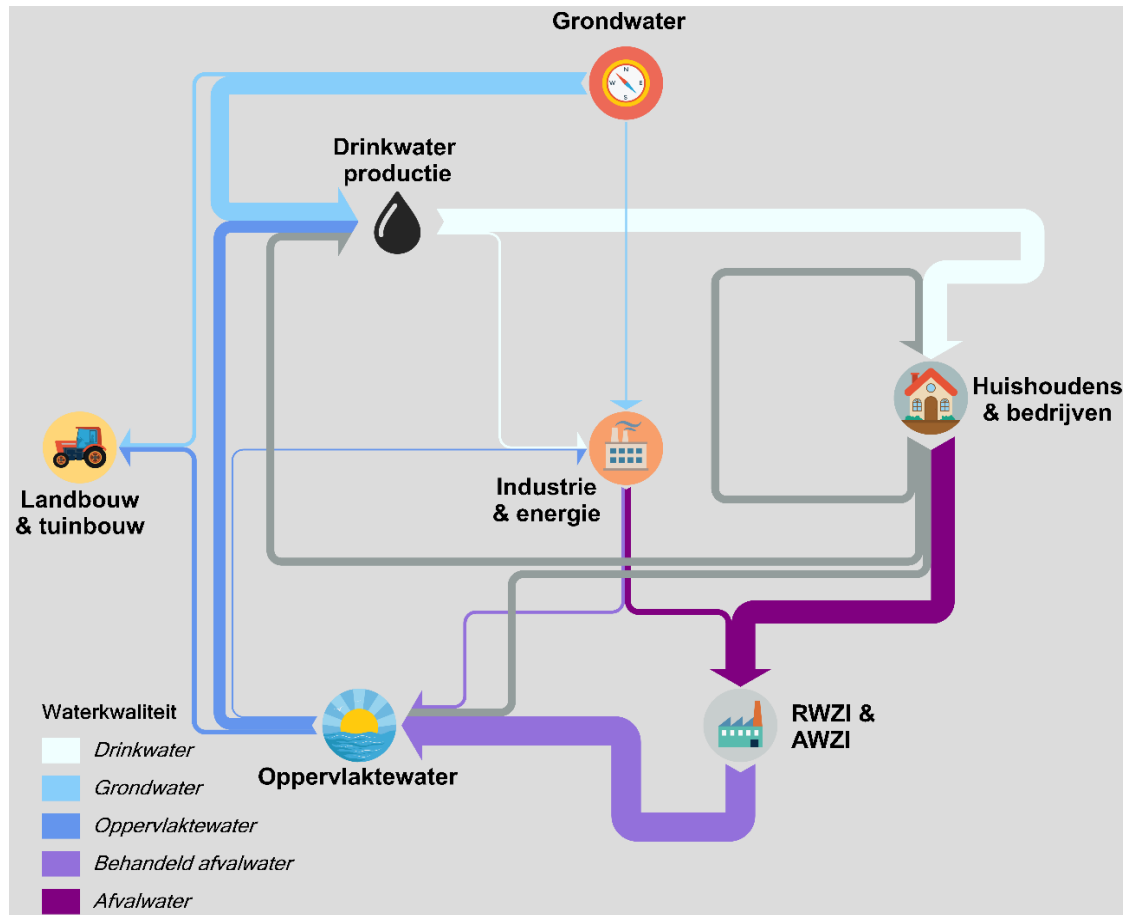 Grondwater
N
W E
S
Drinkwater
productie
Huishoudens
& bedrijven
Landbouw
& tuinbouw
Industrie
& energie
RWZI &
AWZI
Oppervlaktewater
Waterkwaliteit
Drinkwater
Grondwater
Oppervlaktewater
Behandeld afvalwater
Afvalwater